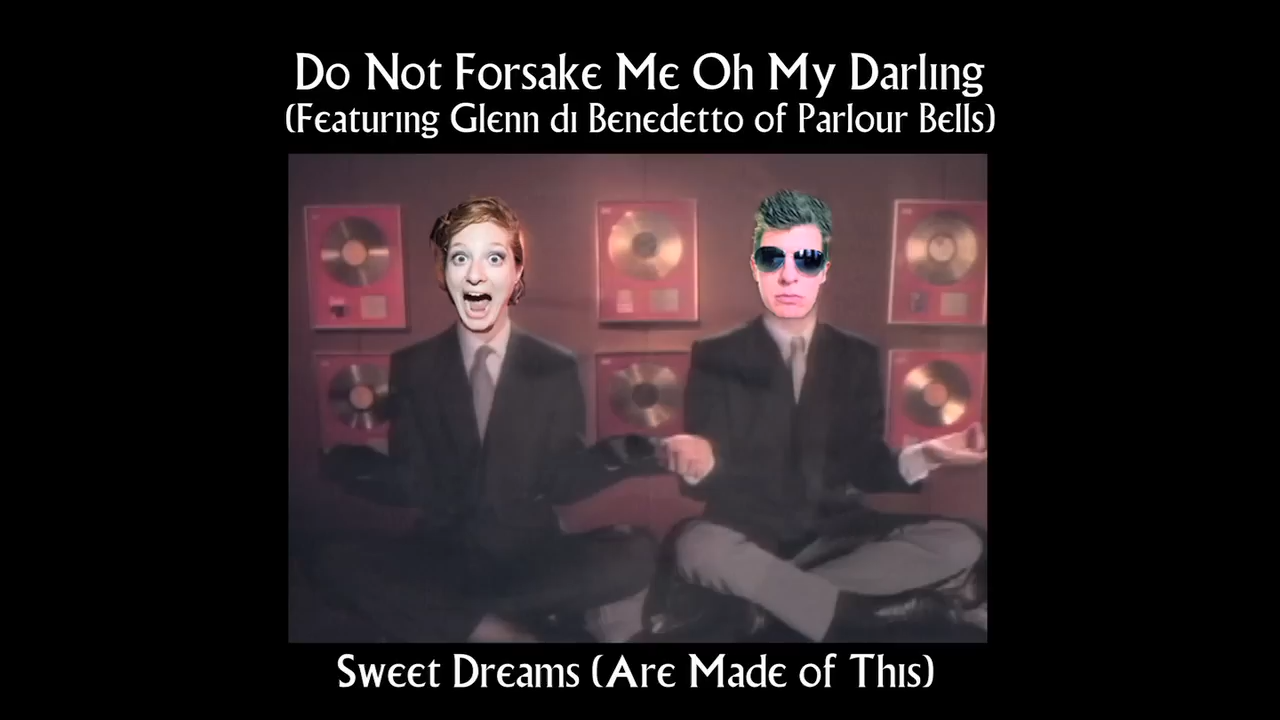 Do Not Forsake Me Oh My Darling
(Featuring Glenn di Benedetto of Parlour Bells)
Sweet Dreams (Are Made of This)